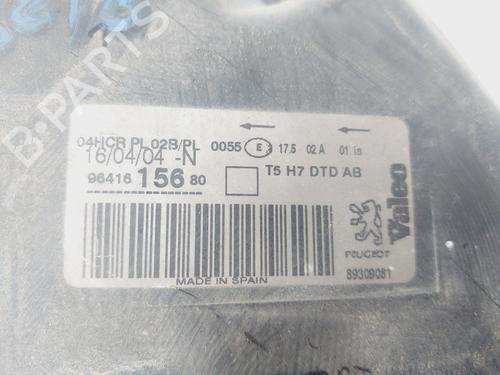 B-PARTS
04HCR PL 02B/PL 0055 E 17.5 02 A 01 ia
16/04/04 -N
96416 156 80 T5 H7 DTD AB
Valeo
PEUGEOT
MADE IN SPAIN
89309081